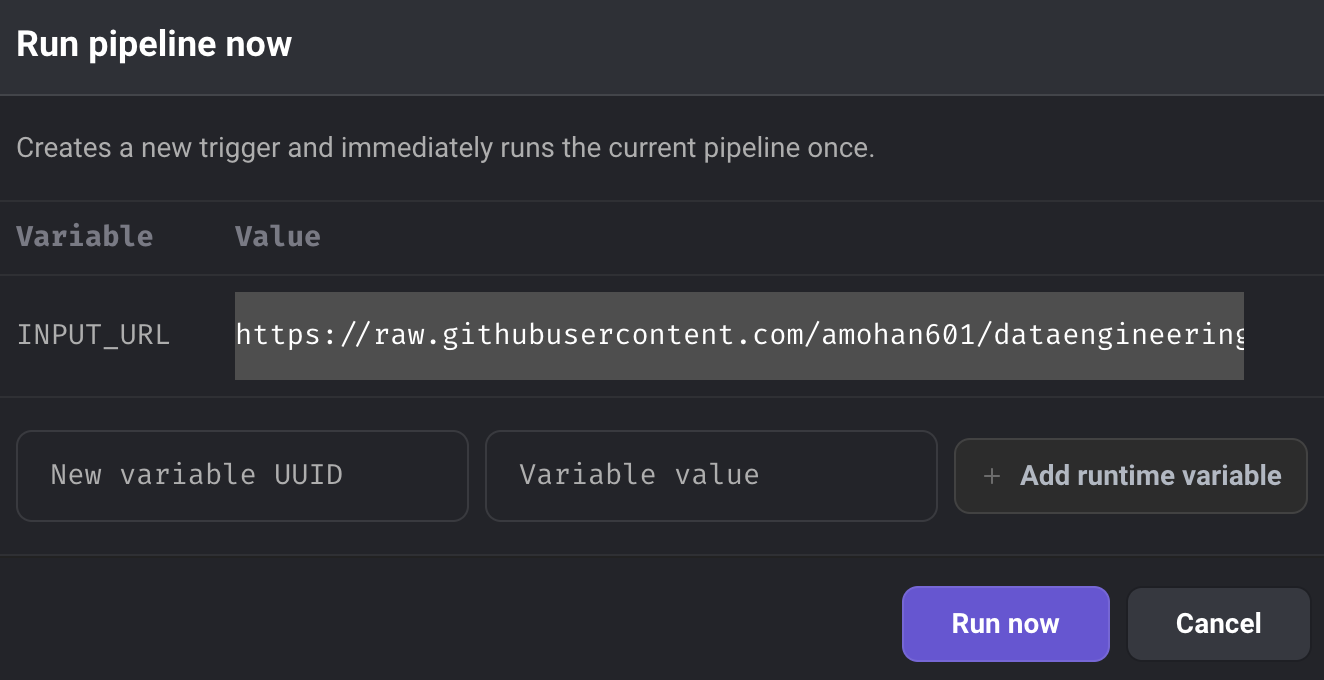 Run pipeline now
Creates a new trigger and immediately runs the current pipeline once.
Variable Value
INPUT_URL https://raw.githubusercontent.com/amohan601/dataengineering
New variable UUID Variable value + Add runtime variable
Run now Cancel